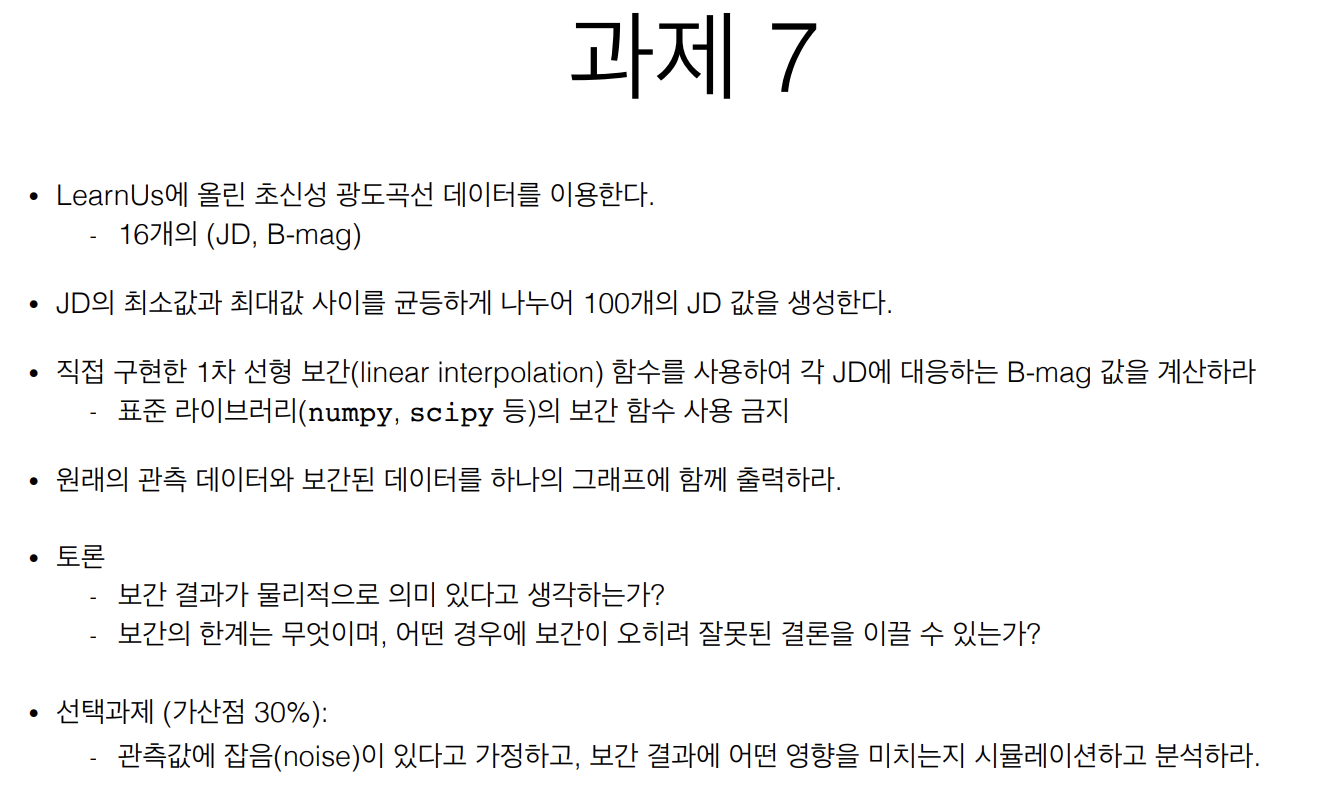 과제 7
• LearnUs에 올린 초신성 광도곡선 데이터를 이용한다.
- 16개의 (JD, B-mag)
• JD의 최소값과 최대값 사이를 균등하게 나누어 100개의 JD 값을 생성한다.
• 직접 구현한 1차 선형 보간(linear interpolation) 함수를 사용하여 각 JD에 대응하는 B-mag 값을 계산하라
- 표준 라이브러리(numpy, scipy 등)의 보간 함수 사용 금지
• 원래의 관측 데이터와 보간된 데이터를 하나의 그래프에 함께 출력하라.
• 토론
- 보간 결과가 물리적으로 의미 있다고 생각하는가?
- 보간의 한계는 무엇이며, 어떤 경우에 보간이 오히려 잘못된 결론을 이끌 수 있는가?
• 선택과제 (가산점 30%):
- 관측값에 잡음(noise)이 있다고 가정하고, 보간 결과에 어떤 영향을 미치는지 시뮬레이션하고 분석하라.